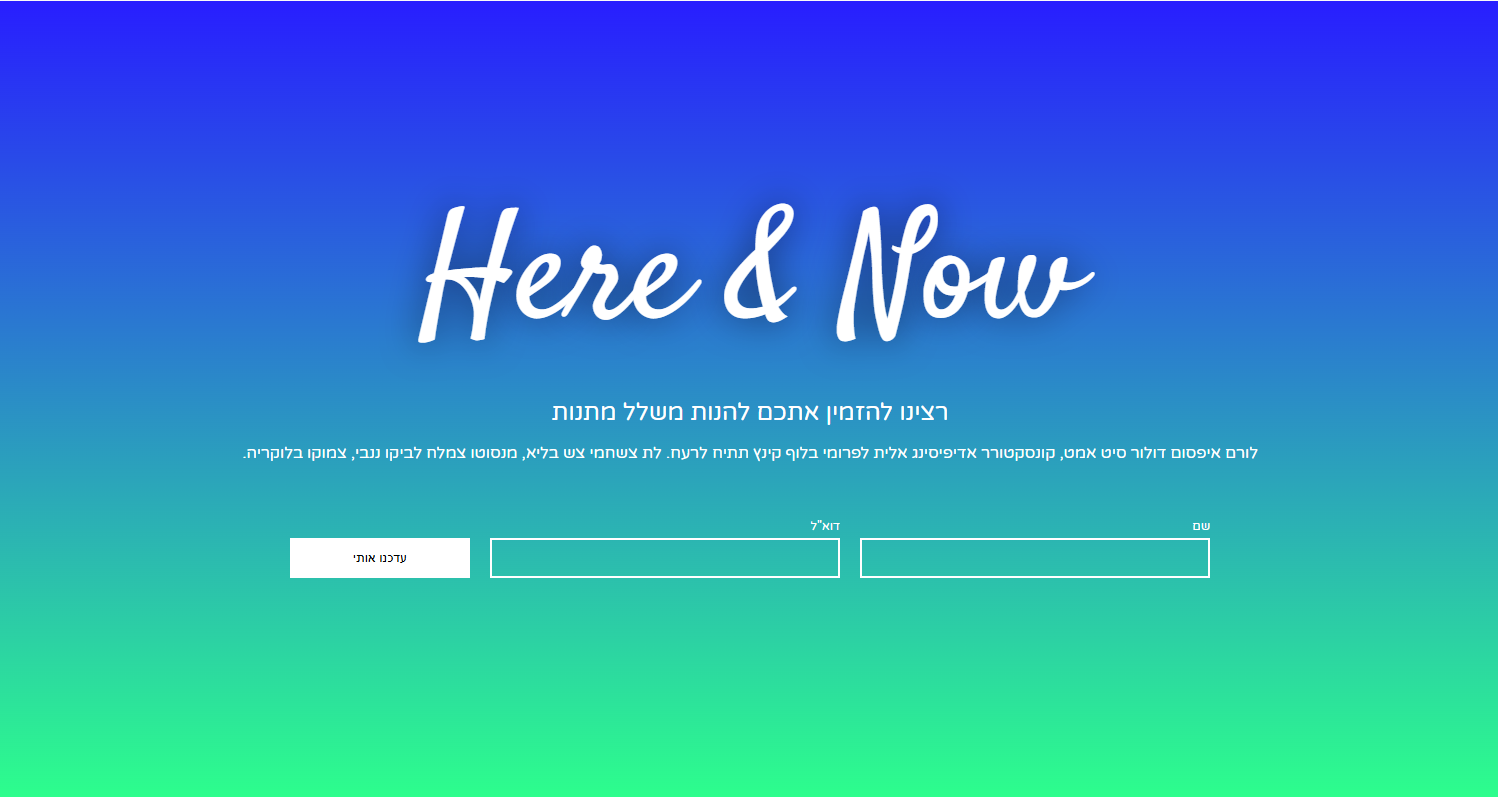 Here & Now
רצינו להזמין אתכם להנות משלל מתנות
לורם איפסום דולור סיט אמט, קונסקטורר אדיפיסינג אלית לפרומי בלוף קינץ תתיח לרעח. לת צשחמי צש בליא, מנסוטו צמלח לביקו ננבי, צמוקו בלוקריה.
שם
דוא"ל
עדכנו אותי